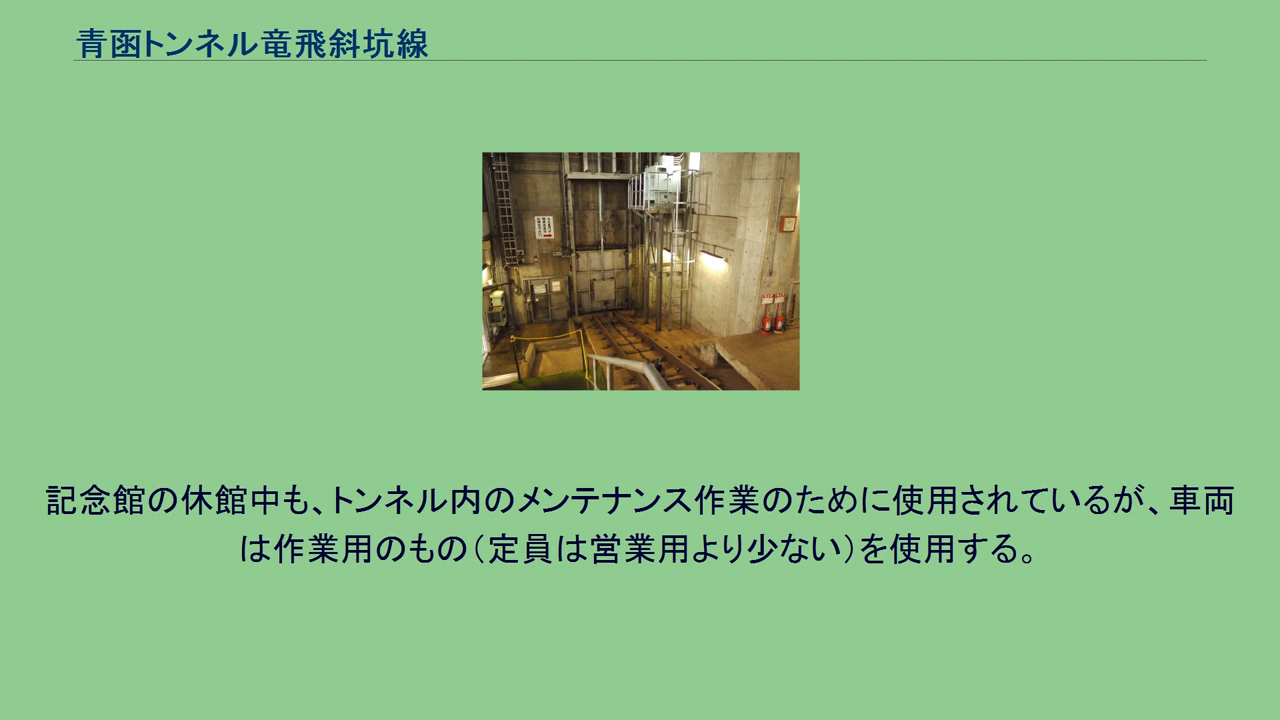 青函トンネル竜飛斜坑線
記念館の休館中も、トンネル内のメンテナンス作業のために使用されているが、車両
は作業用のもの（定員は営業用より少ない）を使用する。